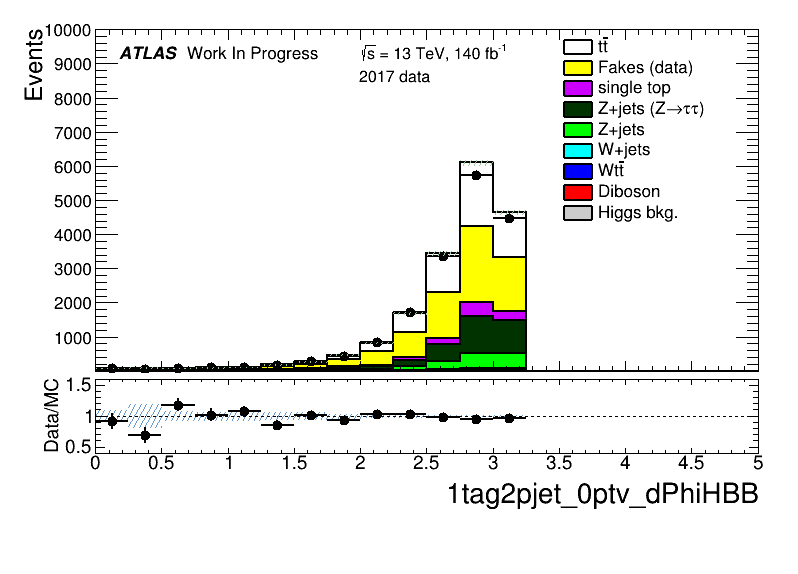 10000
9000
8000
7000
6000
5000
4000
3000
2000
1000
Events
ATLAS Work In Progress
√s = 13 TeV, 140 fb⁻¹
2017 data
tt̄
Fakes (data)
single top
Z+jets (Z→ττ)
Z+jets
W+jets
Wtt̄
Diboson
Higgs bkg.
Data/MC
1.5
1
0.5
0 0.5 1 1.5 2 2.5 3 3.5 4 4.5 5
1tag2pjet_0ptv_dPhiHBB